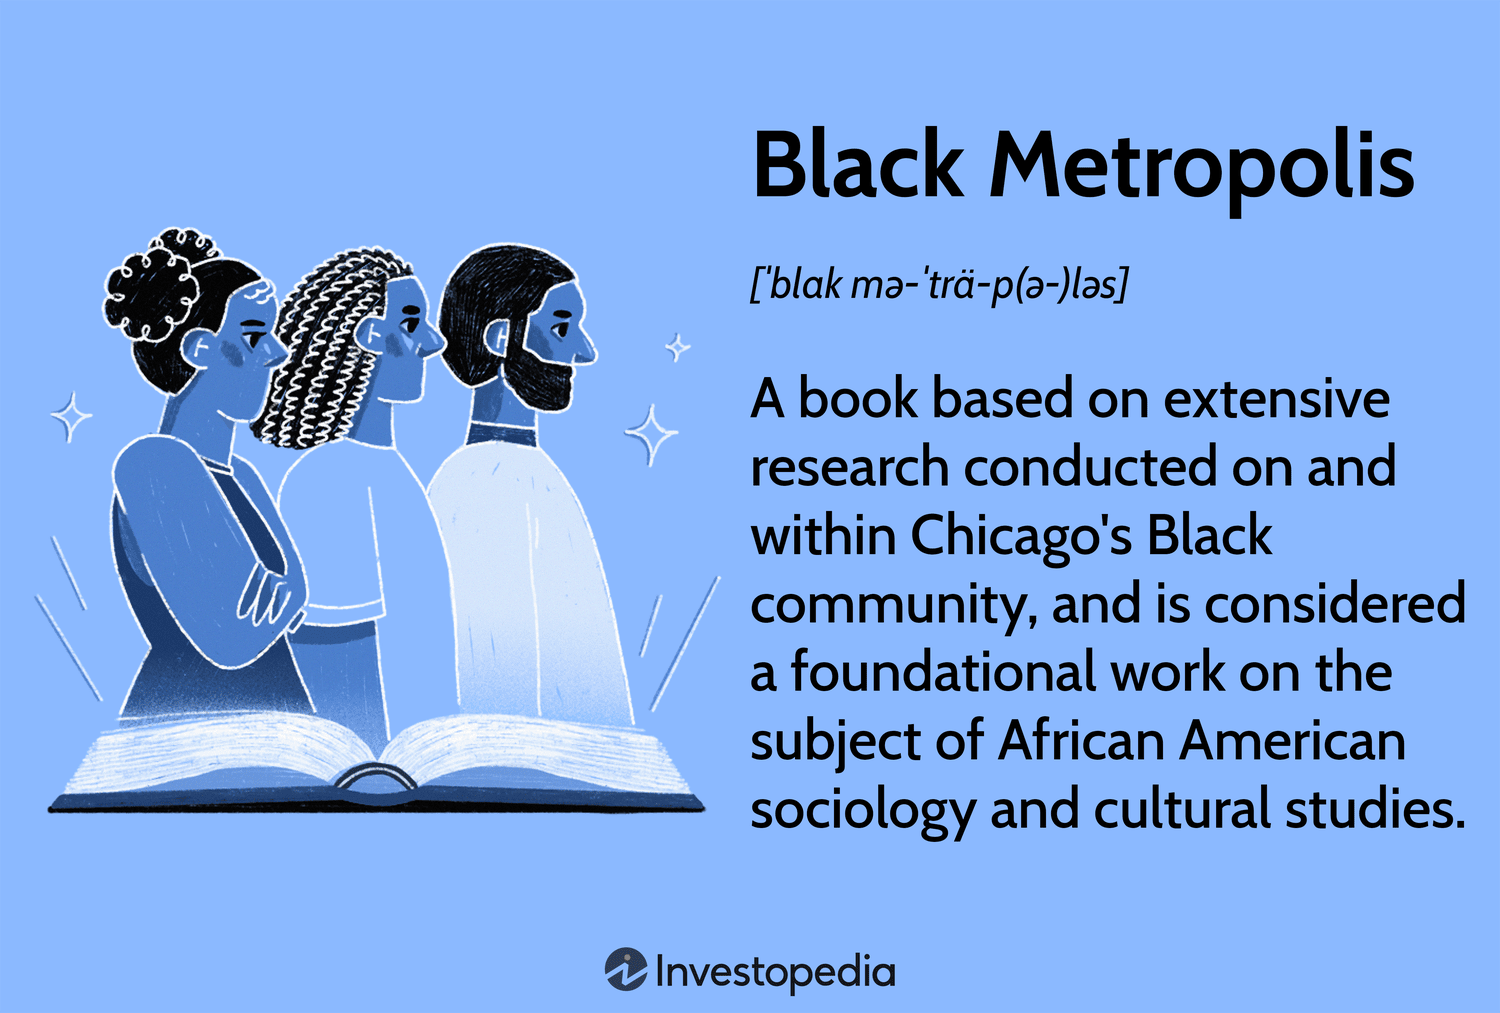 Black Metropolis
[ˈblak mə-ˈträ-p(ə-)ləs]
A book based on extensive
research conducted on and
within Chicago's Black
community, and is considered
a foundational work on the
subject of African American
sociology and cultural studies.
Investopedia